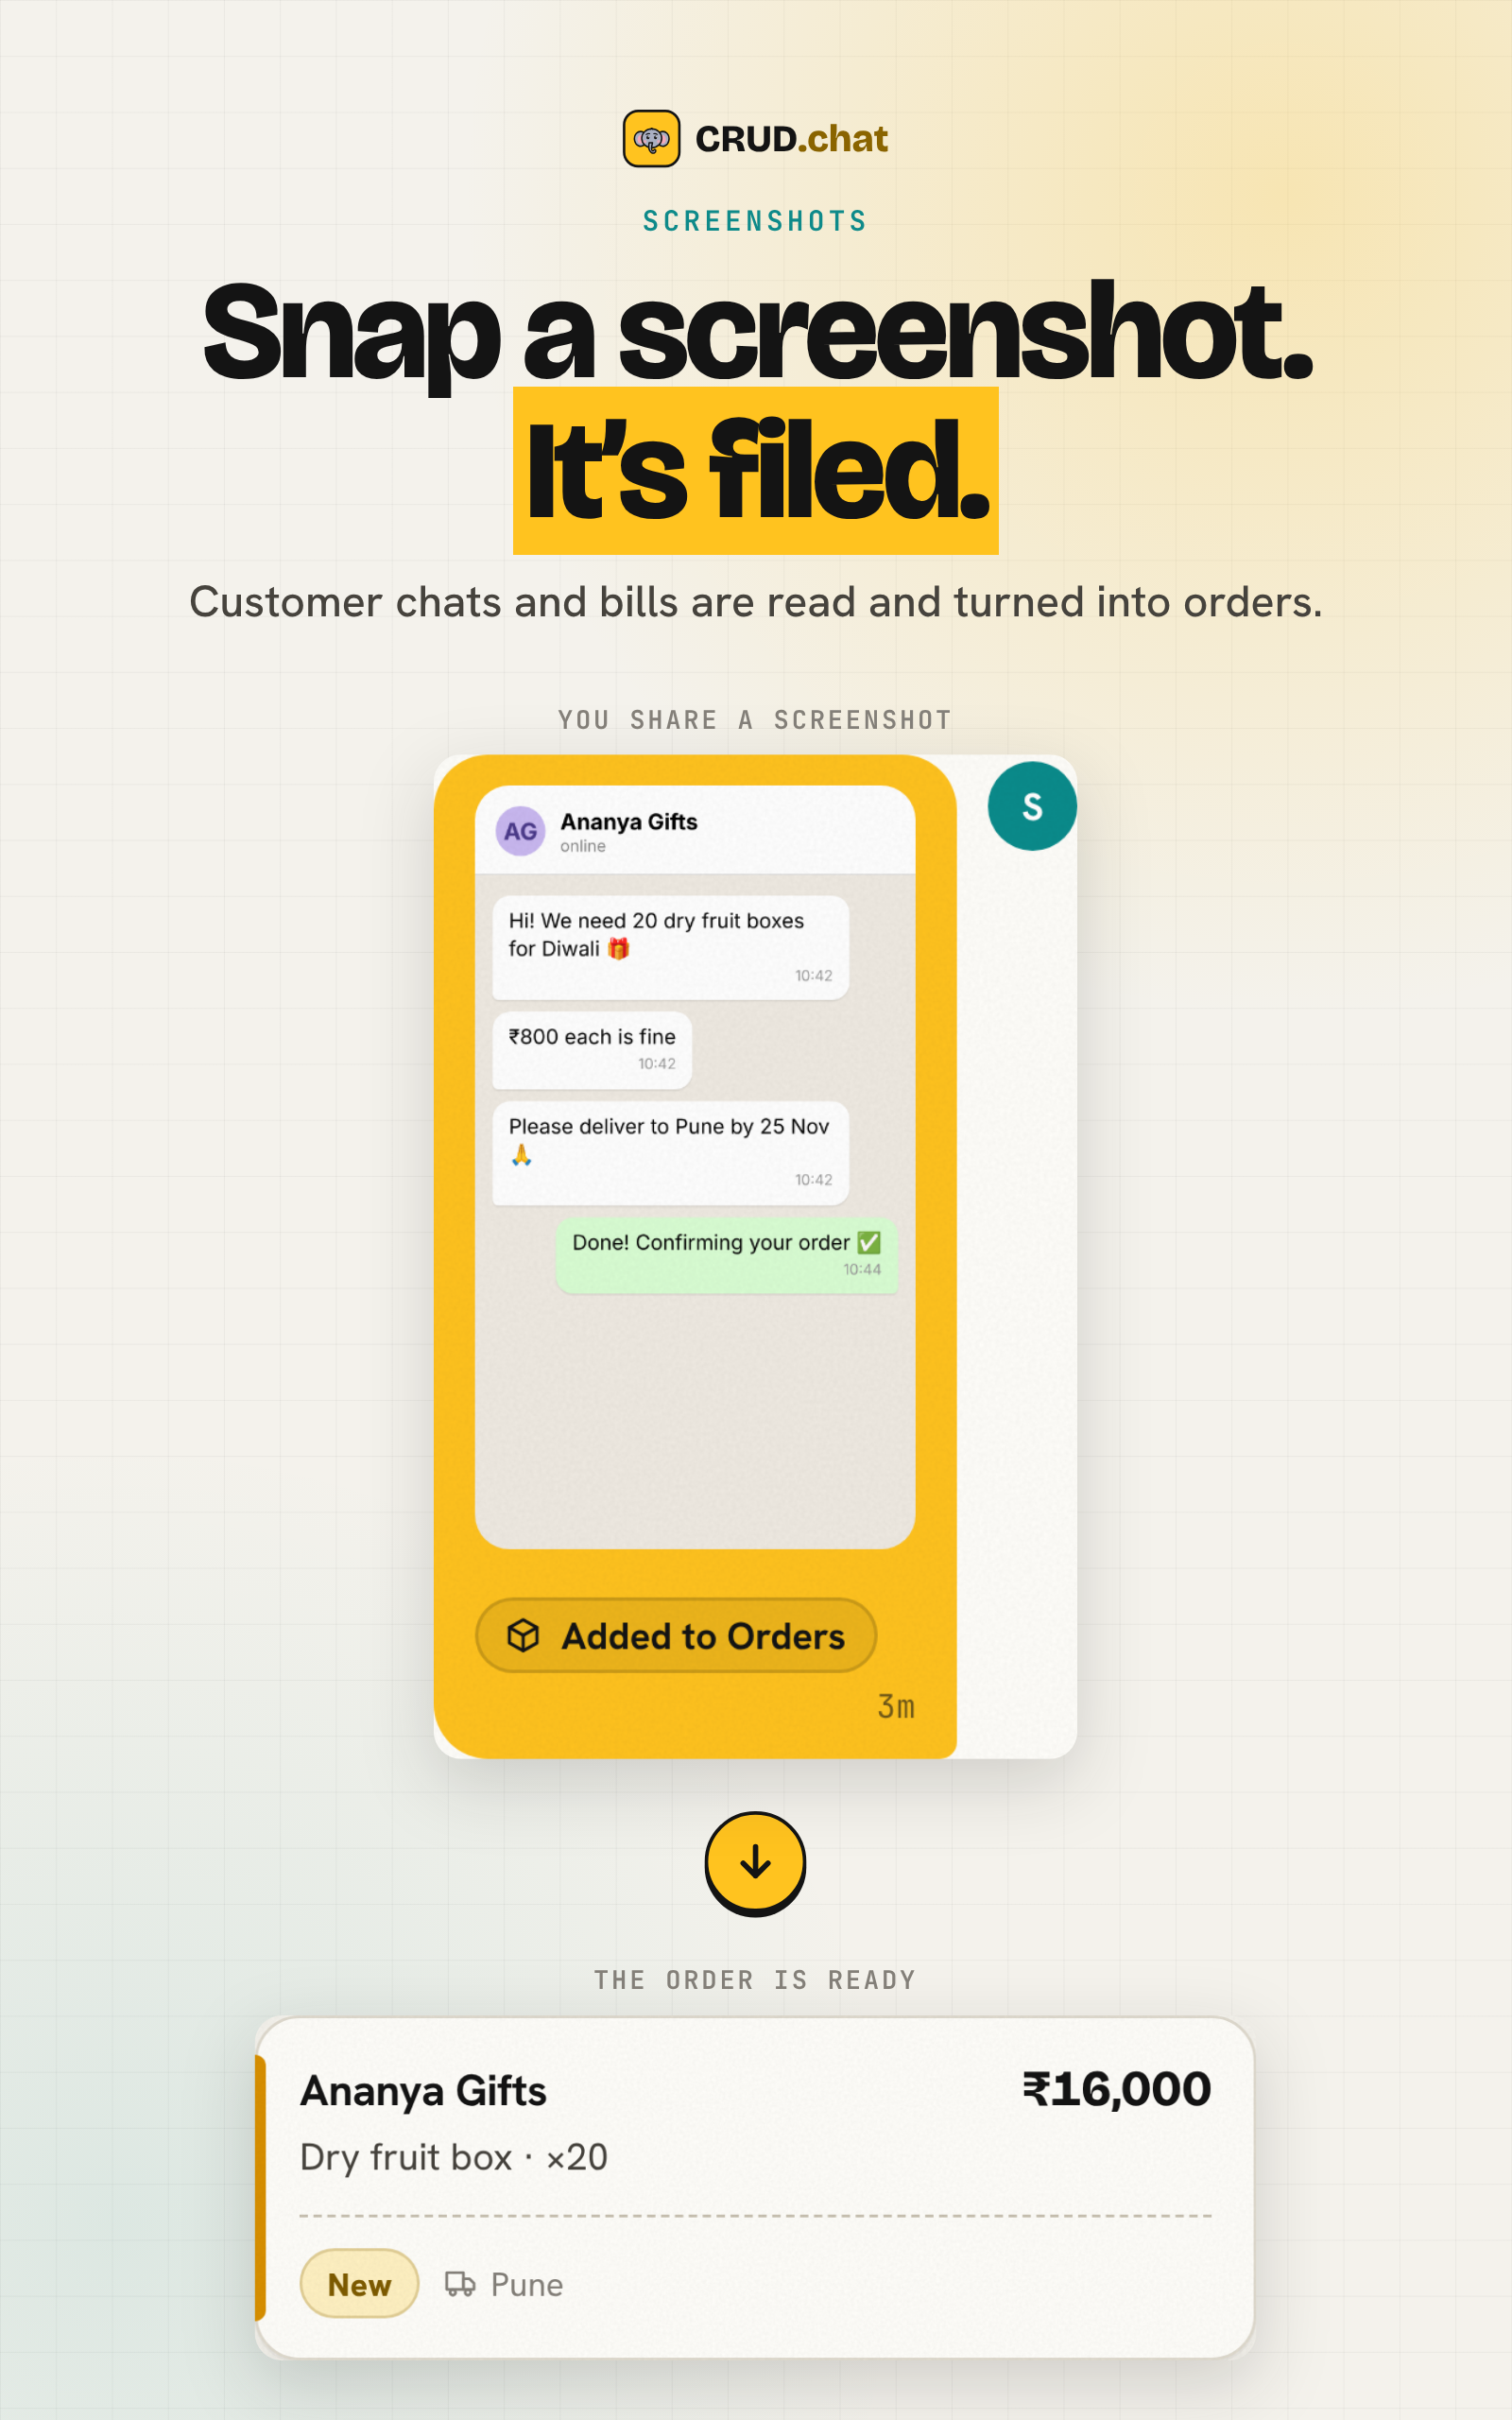 CRUD.chat
SCREENSHOTS
Snap a screenshot.
It’s filed.
Customer chats and bills are read and turned into orders.
YOU SHARE A SCREENSHOT
S
AG
Ananya Gifts
online
Hi! We need 20 dry fruit boxes
for Diwali 🎁
10:42
₹800 each is fine
10:42
Please deliver to Pune by 25 Nov
🙏
10:42
Done! Confirming your order ✅
10:44
Added to Orders
3m
THE ORDER IS READY
Ananya Gifts ₹16,000
Dry fruit box · ×20
New Pune